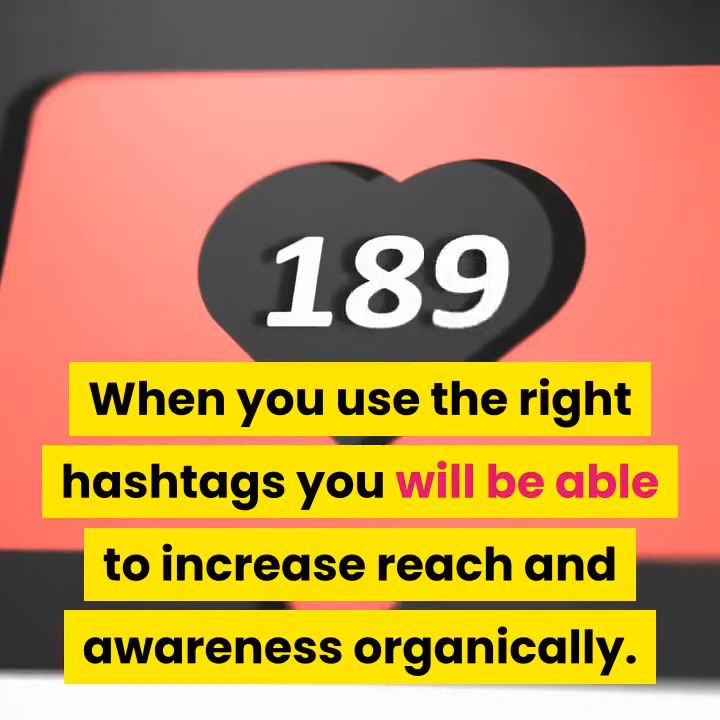 189
When you use the right
hashtags you will be able
to increase reach and
awareness organically.